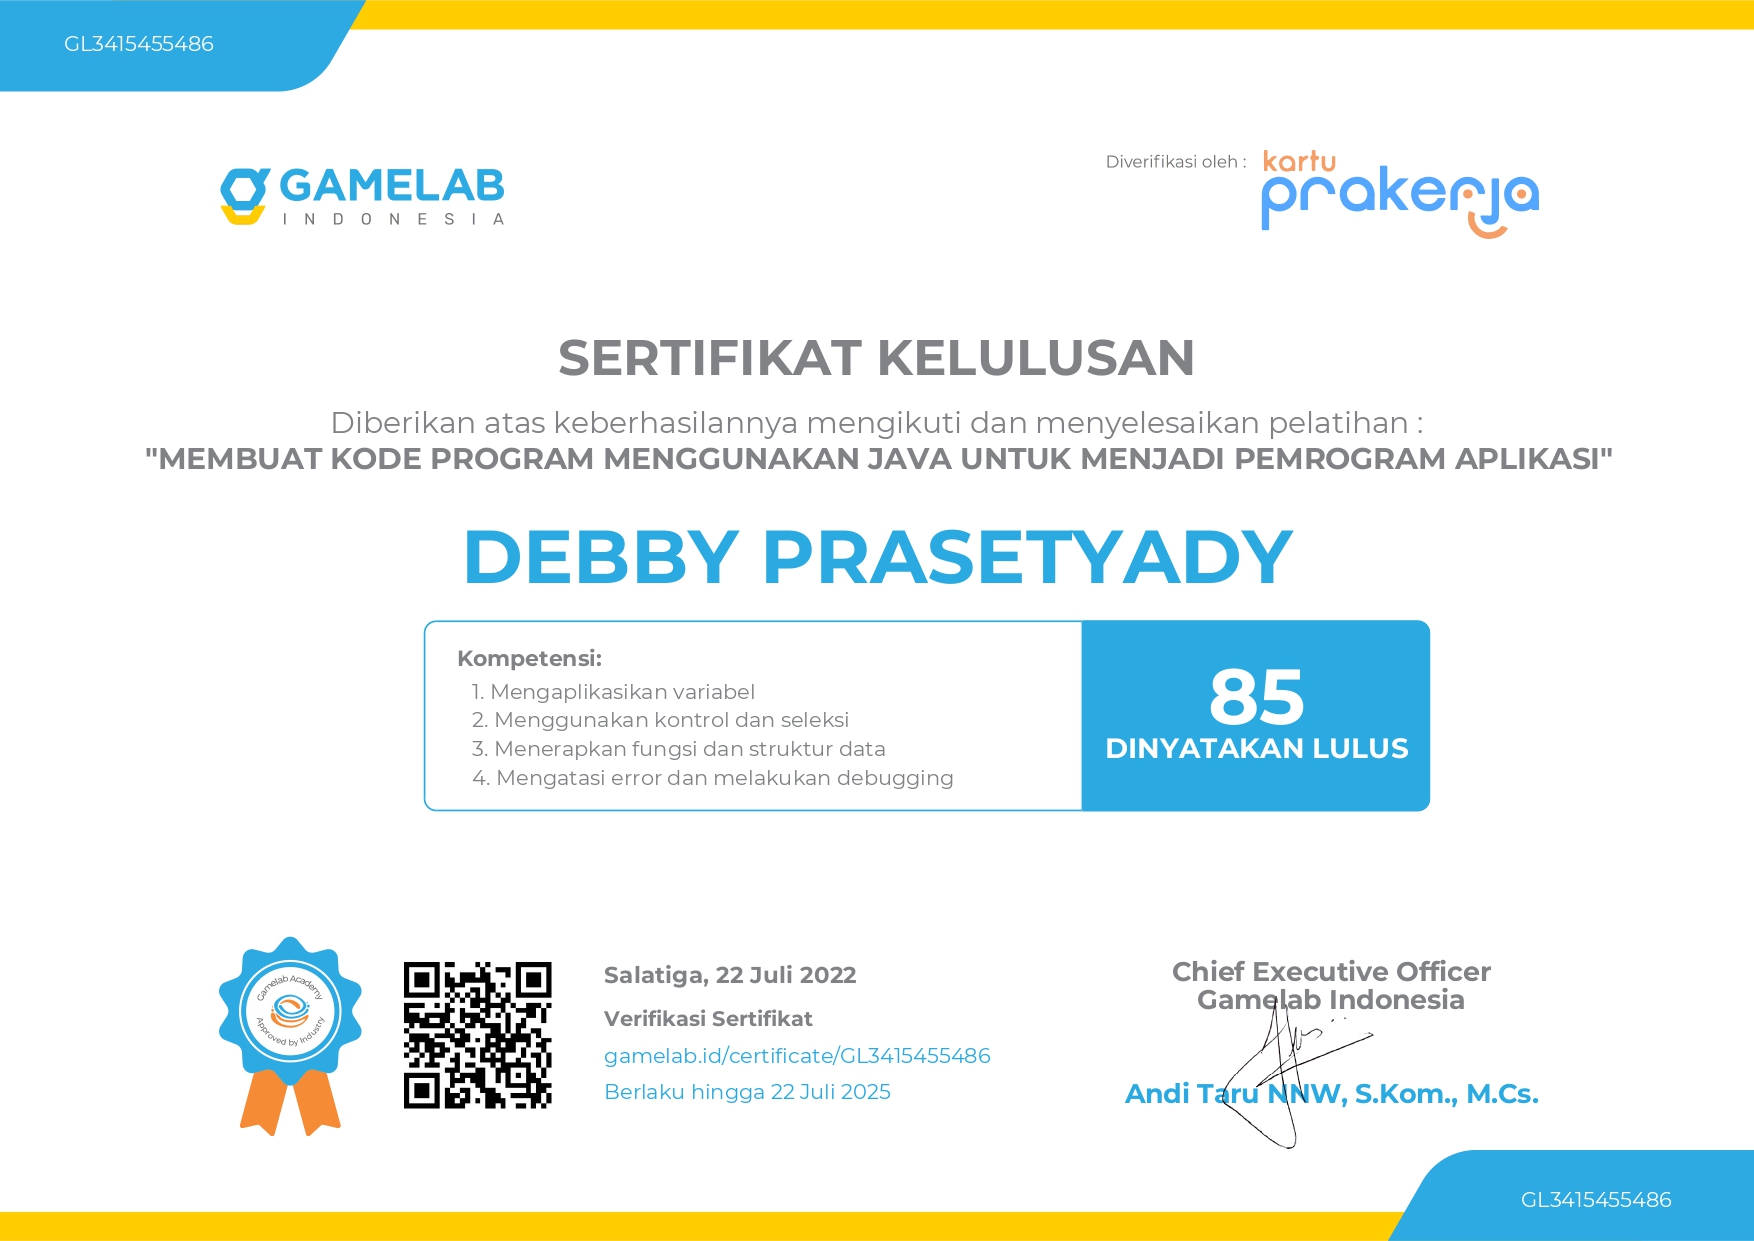 GL3415455486
GAMELAB
INDONESIA
Diverifikasi oleh :
kartu
prakerja
SERTIFIKAT KELULUSAN
Diberikan atas keberhasilannya mengikuti dan menyelesaikan pelatihan :
"MEMBUAT KODE PROGRAM MENGGUNAKAN JAVA UNTUK MENJADI PEMROGRAM APLIKASI"
DEBBY PRASETYADY
Kompetensi:
1. Mengaplikasikan variabel
2. Menggunakan kontrol dan seleksi
3. Menerapkan fungsi dan struktur data
4. Mengatasi error dan melakukan debugging
85
DINYATAKAN LULUS
Gamelab Academy
Approved by Industry
Salatiga, 22 Juli 2022
Verifikasi Sertifikat
gamelab.id/certificate/GL3415455486
Berlaku hingga 22 Juli 2025
Chief Executive Officer
Gamelab Indonesia
Andi Taru NNW, S.Kom., M.Cs.
GL3415455486